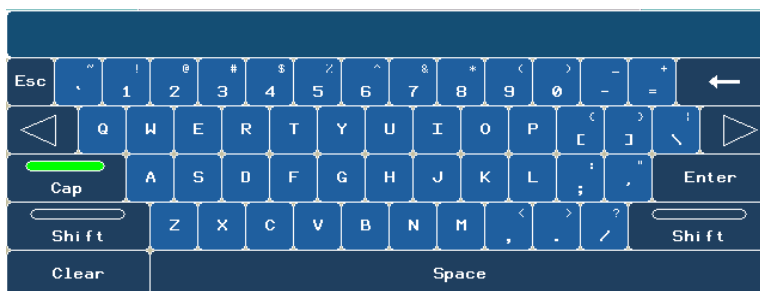 Esc ~ ` ! 1 @ 2 # 3 $ 4 % 5 ^ 6 & 7 * 8 ( 9 ) 0 _ - + =
Q W E R T Y U I O P { [ } ] ¦ \
Cap A S D F G H J K L : ; " ' Enter
Shift Z X C V B N M < , > . ? / Shift
Clear Space